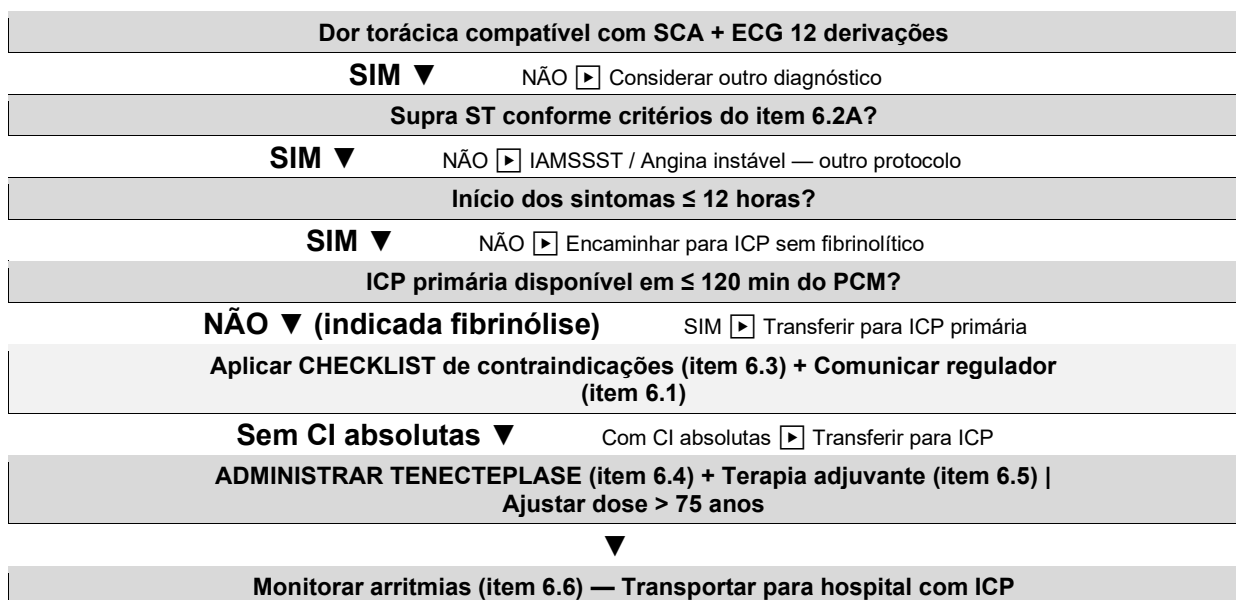 Dor torácica compatível com SCA + ECG 12 derivações
SIM ▼ NÃO ▶ Considerar outro diagnóstico
Supra ST conforme critérios do item 6.2A?
SIM ▼ NÃO ▶ IAMSSST / Angina instável — outro protocolo
Início dos sintomas ≤ 12 horas?
SIM ▼ NÃO ▶ Encaminhar para ICP sem fibrinolítico
ICP primária disponível em ≤ 120 min do PCM?
NÃO ▼ (indicada fibrinólise) SIM ▶ Transferir para ICP primária
Aplicar CHECKLIST de contraindicações (item 6.3) + Comunicar regulador
(item 6.1)
Sem CI absolutas ▼ Com CI absolutas ▶ Transferir para ICP
ADMINISTRAR TENECTEPLASE (item 6.4) + Terapia adjuvante (item 6.5) |
Ajustar dose > 75 anos
▼
Monitorar arritmias (item 6.6) — Transportar para hospital com ICP